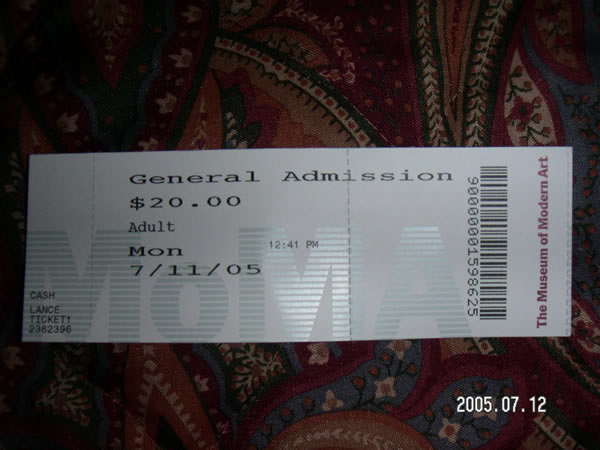 General Admission
$20.00
Adult
Mon 12:41 PM
7/11/05
MoMA
CASH
LANCE
TICKET1
2382396
9000001598625
The Museum of Modern Art
2005.07.12